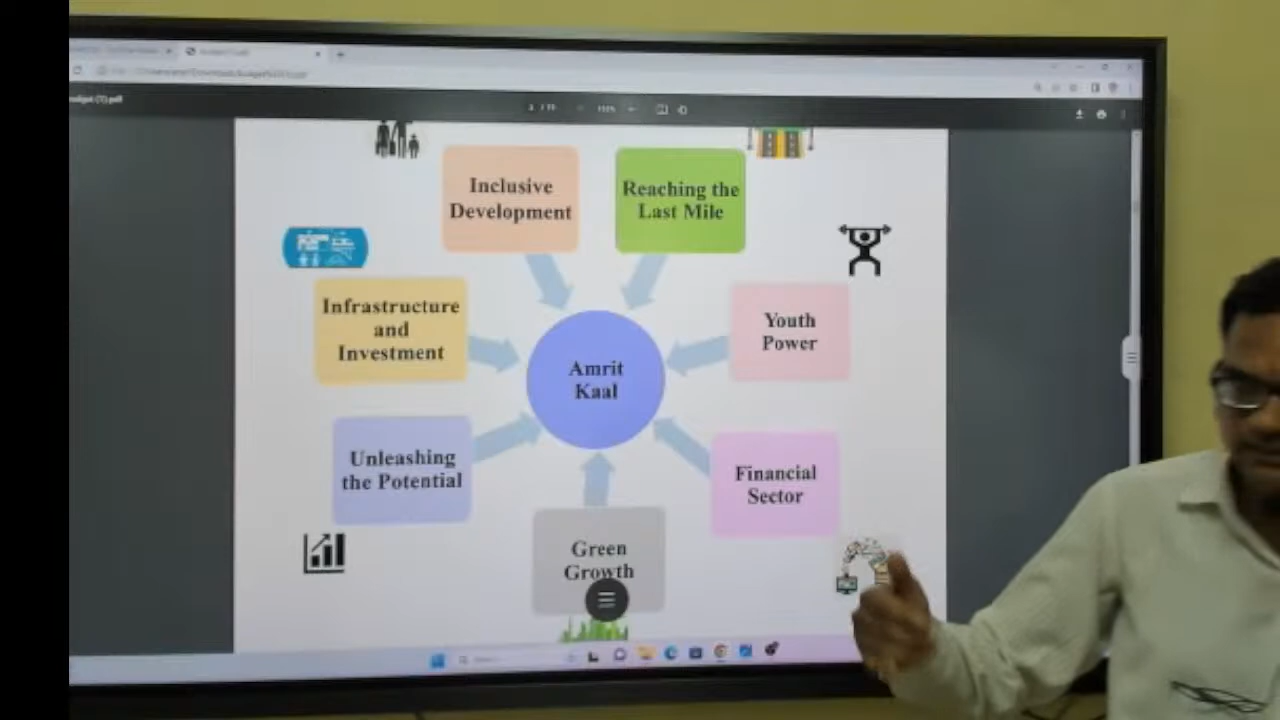 Inclusive
Development
Reaching the
Last Mile
Infrastructure
and
Investment
Youth
Power
Amrit
Kaal
Unleashing
the Potential
Financial
Sector
Green
Growth